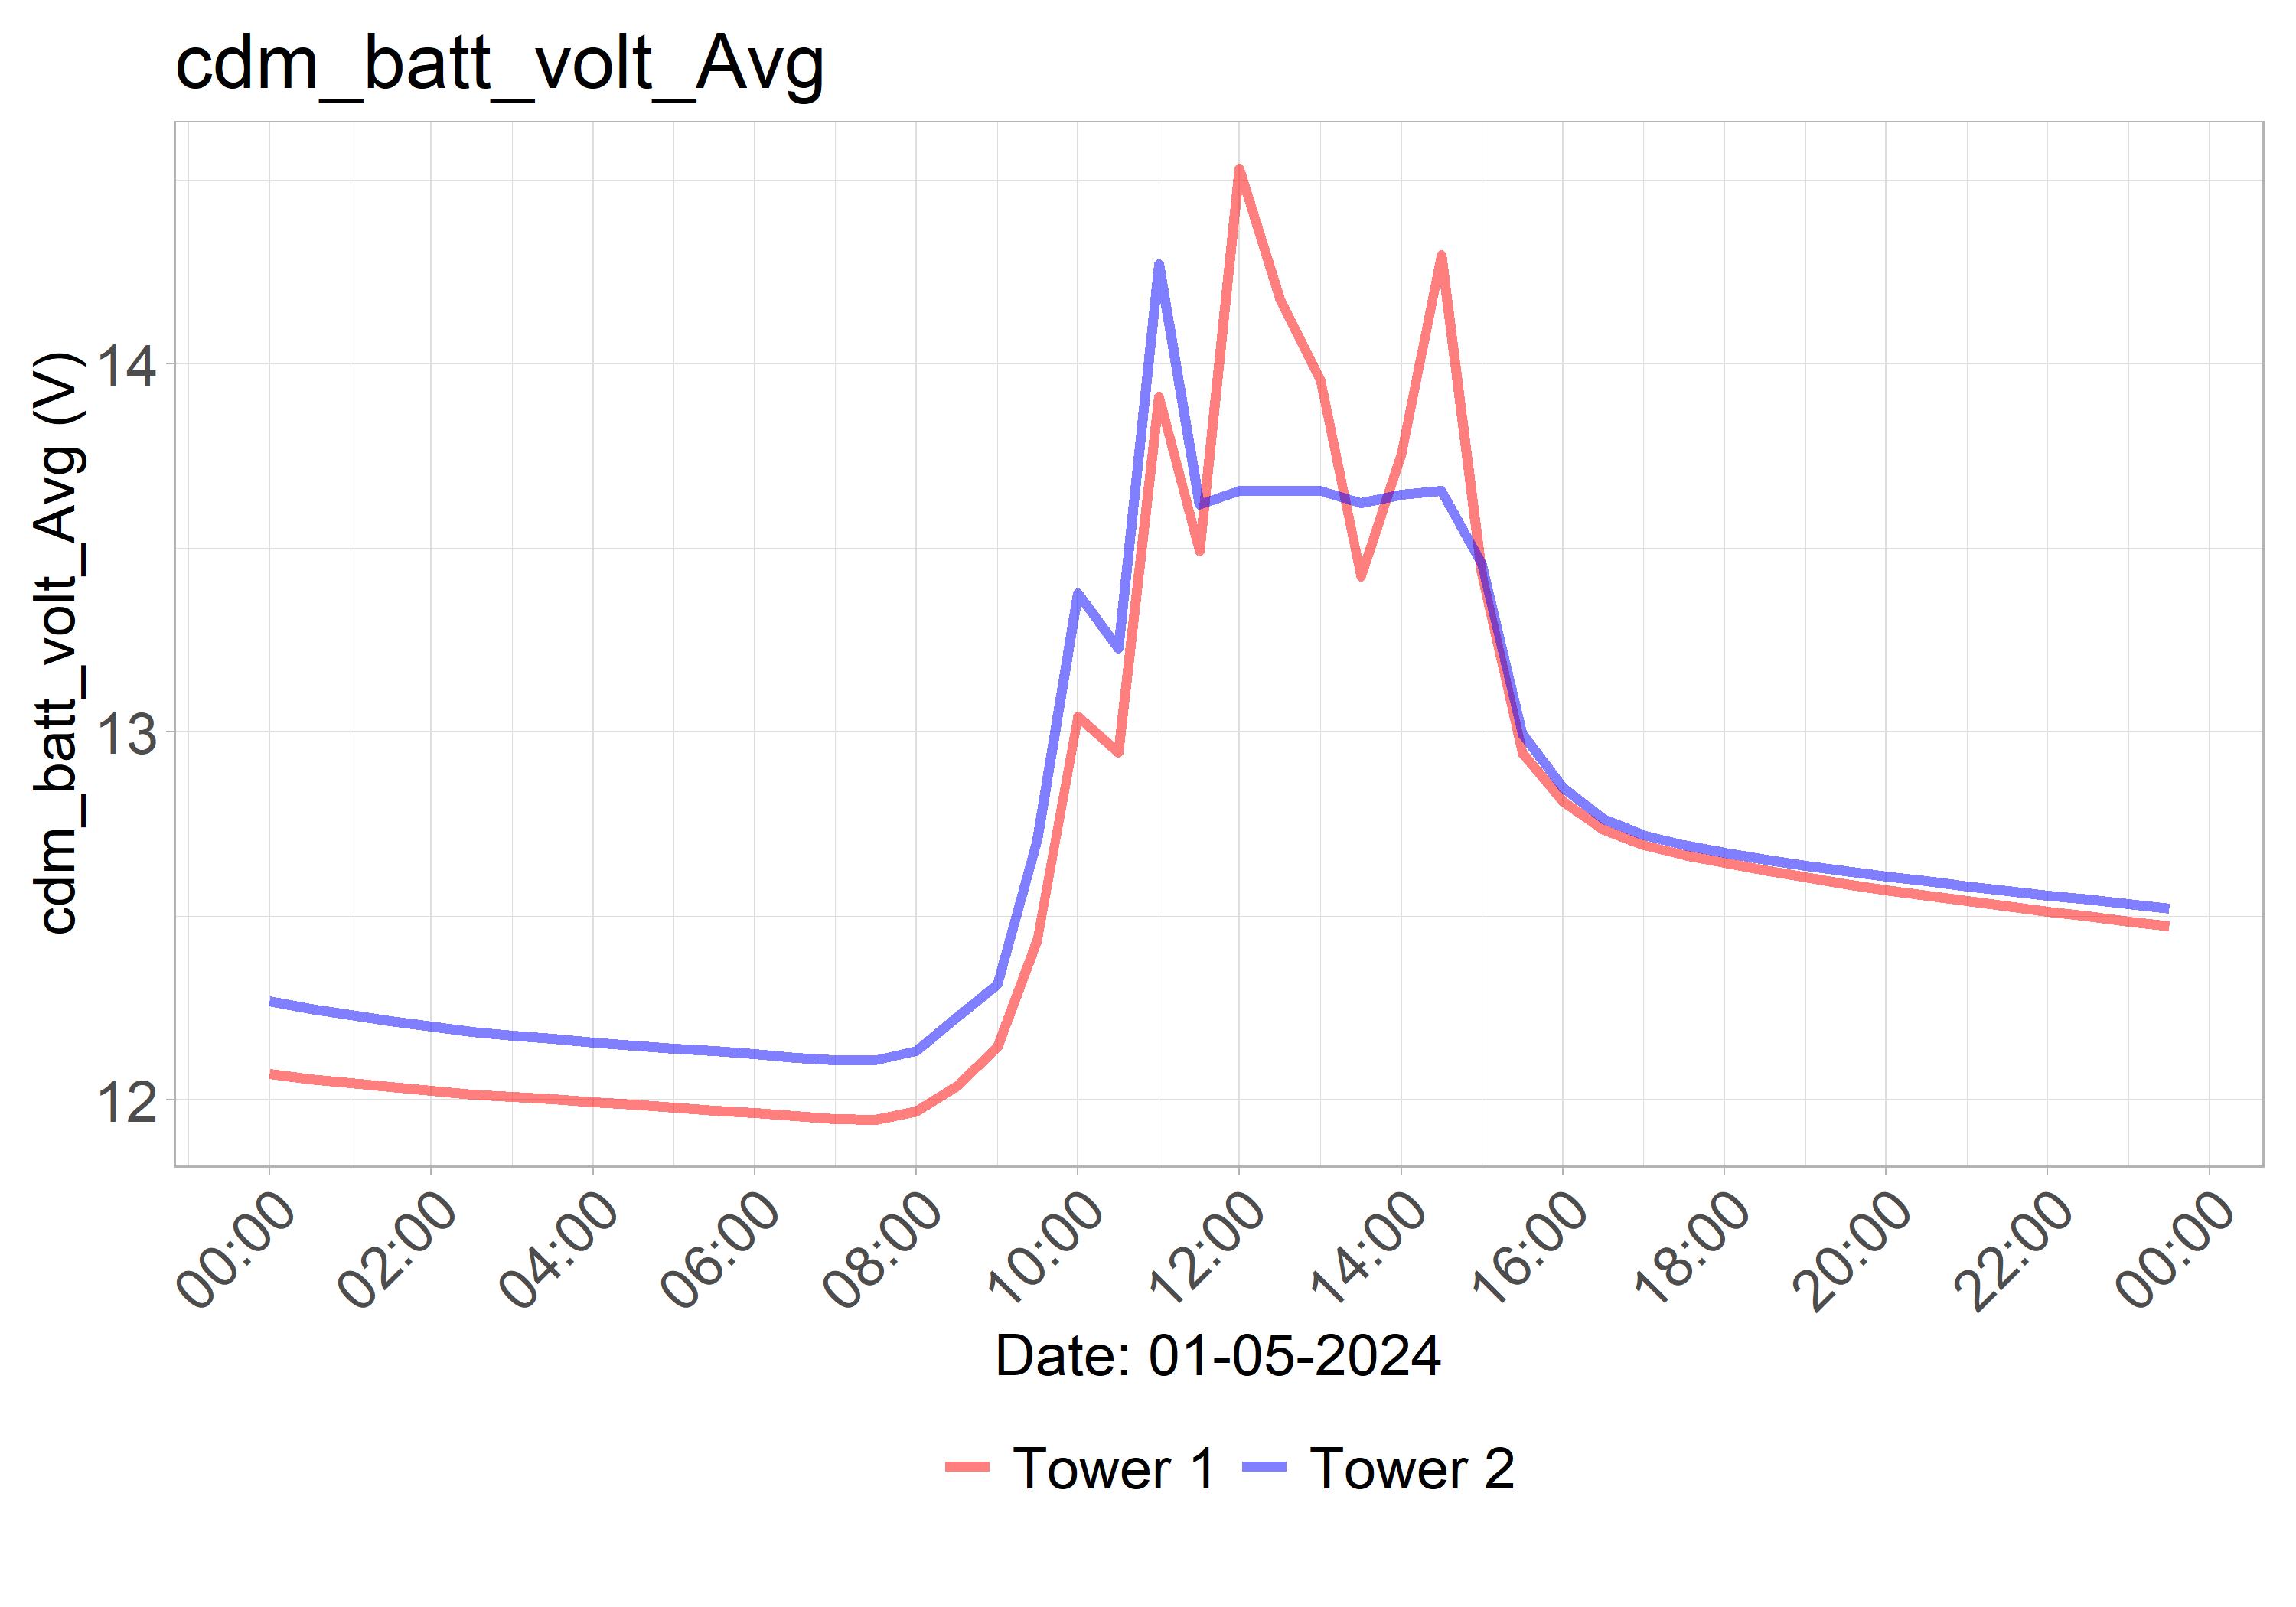 cdm_batt_volt_Avg
cdm_batt_volt_Avg (V)
14
13
12
00:00 02:00 04:00 06:00 08:00 10:00 12:00 14:00 16:00 18:00 20:00 22:00 00:00
Date: 01-05-2024
Tower 1 Tower 2